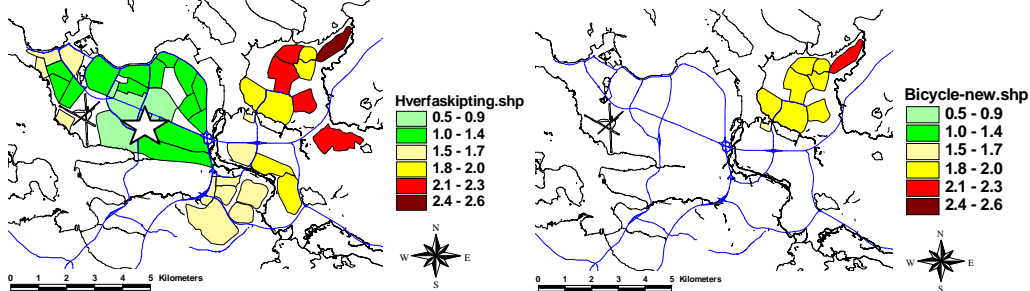 Hverfaskipting.shp
0.5 - 0.9
1.0 - 1.4
1.5 - 1.7
1.8 - 2.0
2.1 - 2.3
2.4 - 2.6
N
W E
S
0 1 2 3 4 5 Kilometers
Bicycle-new.shp
0.5 - 0.9
1.0 - 1.4
1.5 - 1.7
1.8 - 2.0
2.1 - 2.3
2.4 - 2.6
N
W E
S
0 1 2 3 4 5 Kilometers